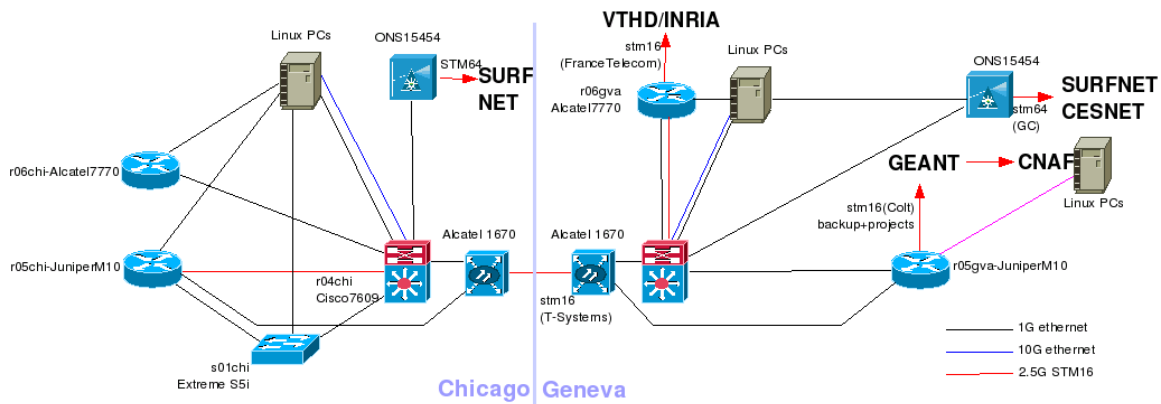 Linux PCs
ONS15454
STM64
SURF
NET
r06chi-Alcatel7770
r05chi-JuniperM10
r04chi
Cisco7609
Alcatel 1670
s01chi
Extreme S5i
Chicago
Geneva
VTHD/INRIA
stm16
(FranceTelecom)
r06gva
Alcatel7770
Linux PCs
ONS15454
stm64
(GC)
SURFNET
CESNET
GEANT
CNAF
Linux PCs
stm16(Colt)
backup+projects
Alcatel 1670
stm16
(T-Systems)
r05gva-JuniperM10
1G ethernet
10G ethernet
2.5G STM16